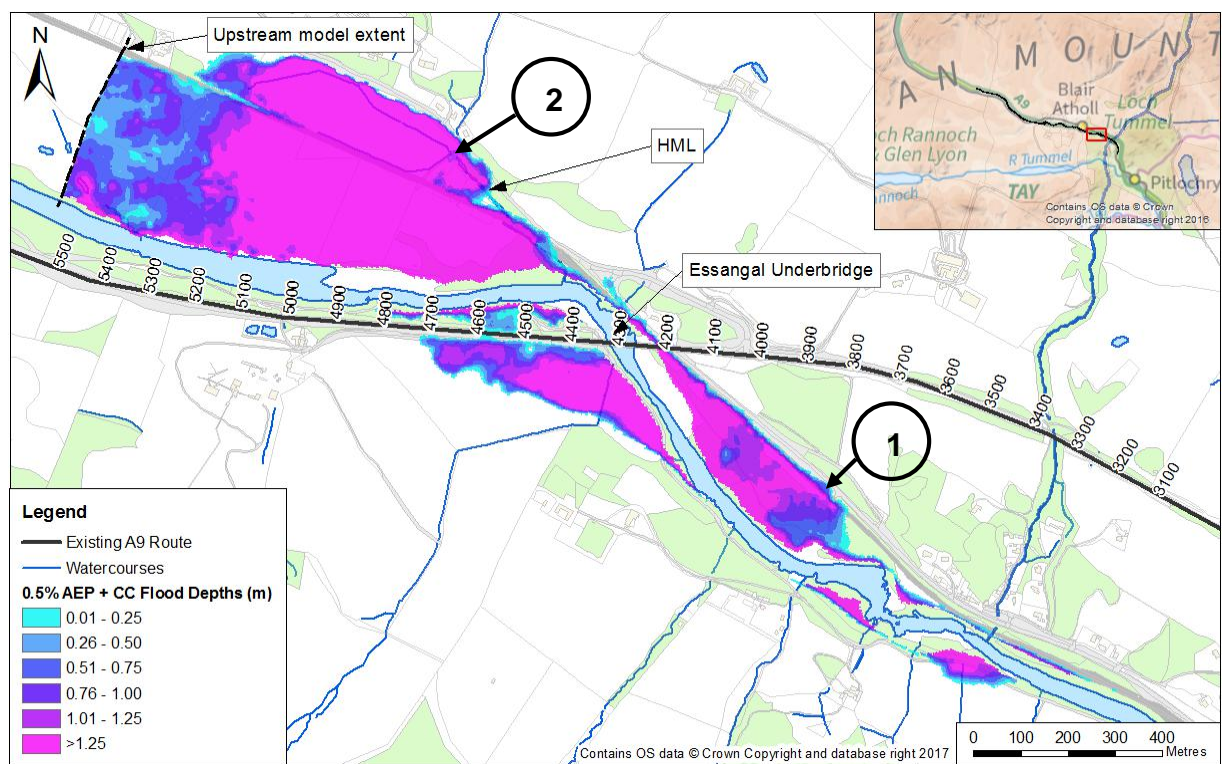 N
Upstream model extent
2
HML
Essangal Underbridge
1
5500
5400
5300
5200
5100
5000
4900
4800
4700
4600
4500
4400
4300
4200
4100
4000
3900
3800
3700
3600
3500
3400
3300
3200
3100
AN MOUNT
A9
Blair
Atholl
Loch
Tummel
ch Rannoch
Glen Lyon
R Tummel
annoch
TAY
Pitlochry
Contains OS data © Crown
Copyright and database right 2016
Legend
Existing A9 Route
Watercourses
0.5% AEP + CC Flood Depths (m)
0.01 - 0.25
0.26 - 0.50
0.51 - 0.75
0.76 - 1.00
1.01 - 1.25
>1.25
Contains OS data © Crown Copyright and database right 2017
0 100 200 300 400
Metres